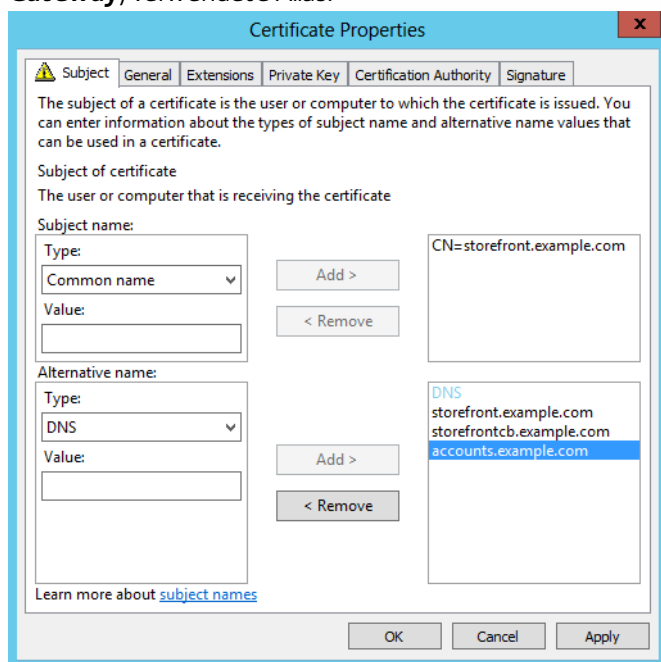 Certificate Properties
x
Subject General Extensions Private Key Certification Authority Signature
The subject of a certificate is the user or computer to which the certificate is issued. You
can enter information about the types of subject name and alternative name values that
can be used in a certificate.
Subject of certificate
The user or computer that is receiving the certificate
Subject name:
Type:
Common name
Value:
Add >
< Remove
CN=storefront.example.com
Alternative name:
Type:
DNS
Value:
Add >
< Remove
DNS
storefront.example.com
storefrontcb.example.com
accounts.example.com
Learn more about subject names
OK Cancel Apply